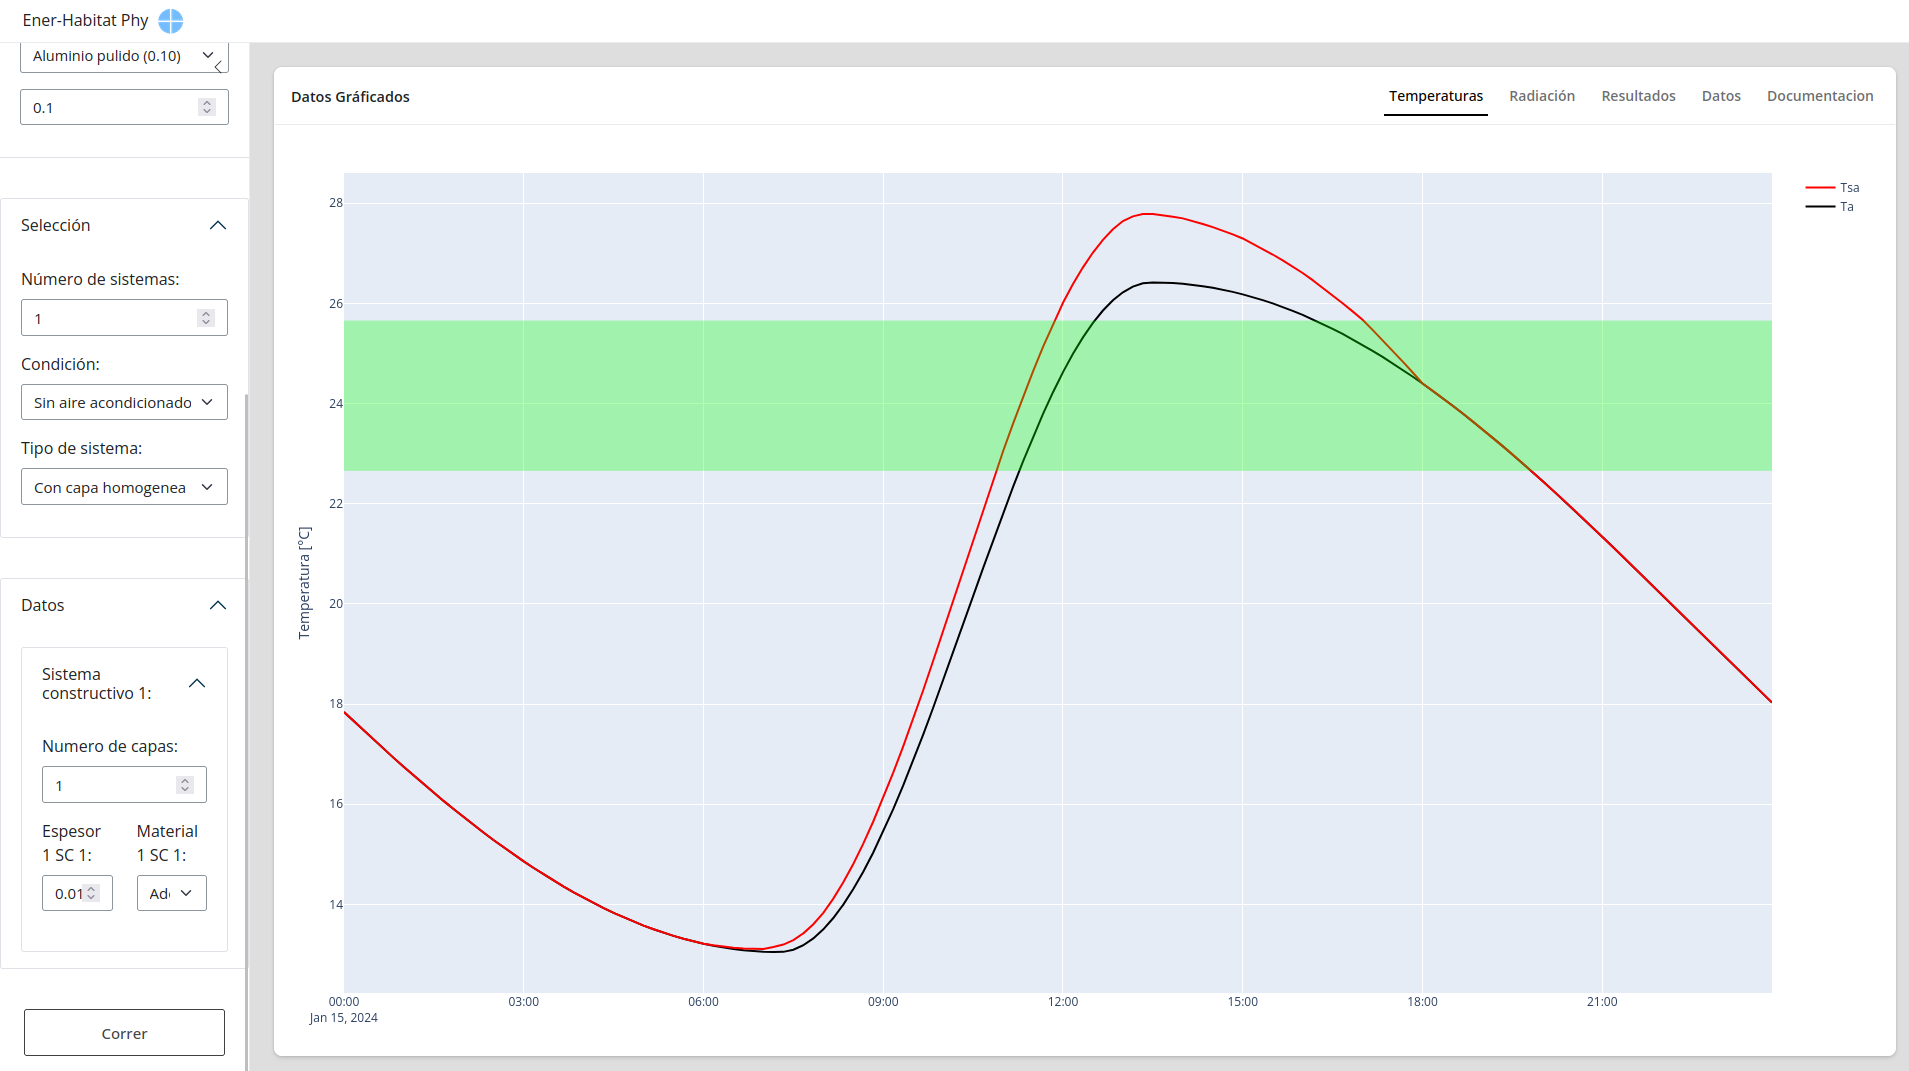 Ener-Habitat Phy
Aluminio pulido (0.10)
0.1
Selección
Número de sistemas:
1
Condición:
Sin aire acondicionado
Tipo de sistema:
Con capa homogenea
Datos
Sistema
constructivo 1:
Numero de capas:
1
Espesor
1 SC 1:
0.01
Material
1 SC 1:
Ad
Correr
Datos Gráficados
Temperaturas
Radiación
Resultados
Datos
Documentacion
Tsa
Ta
Temperatura [°C]
28
26
24
22
20
18
16
14
00:00
Jan 15, 2024
03:00
06:00
09:00
12:00
15:00
18:00
21:00